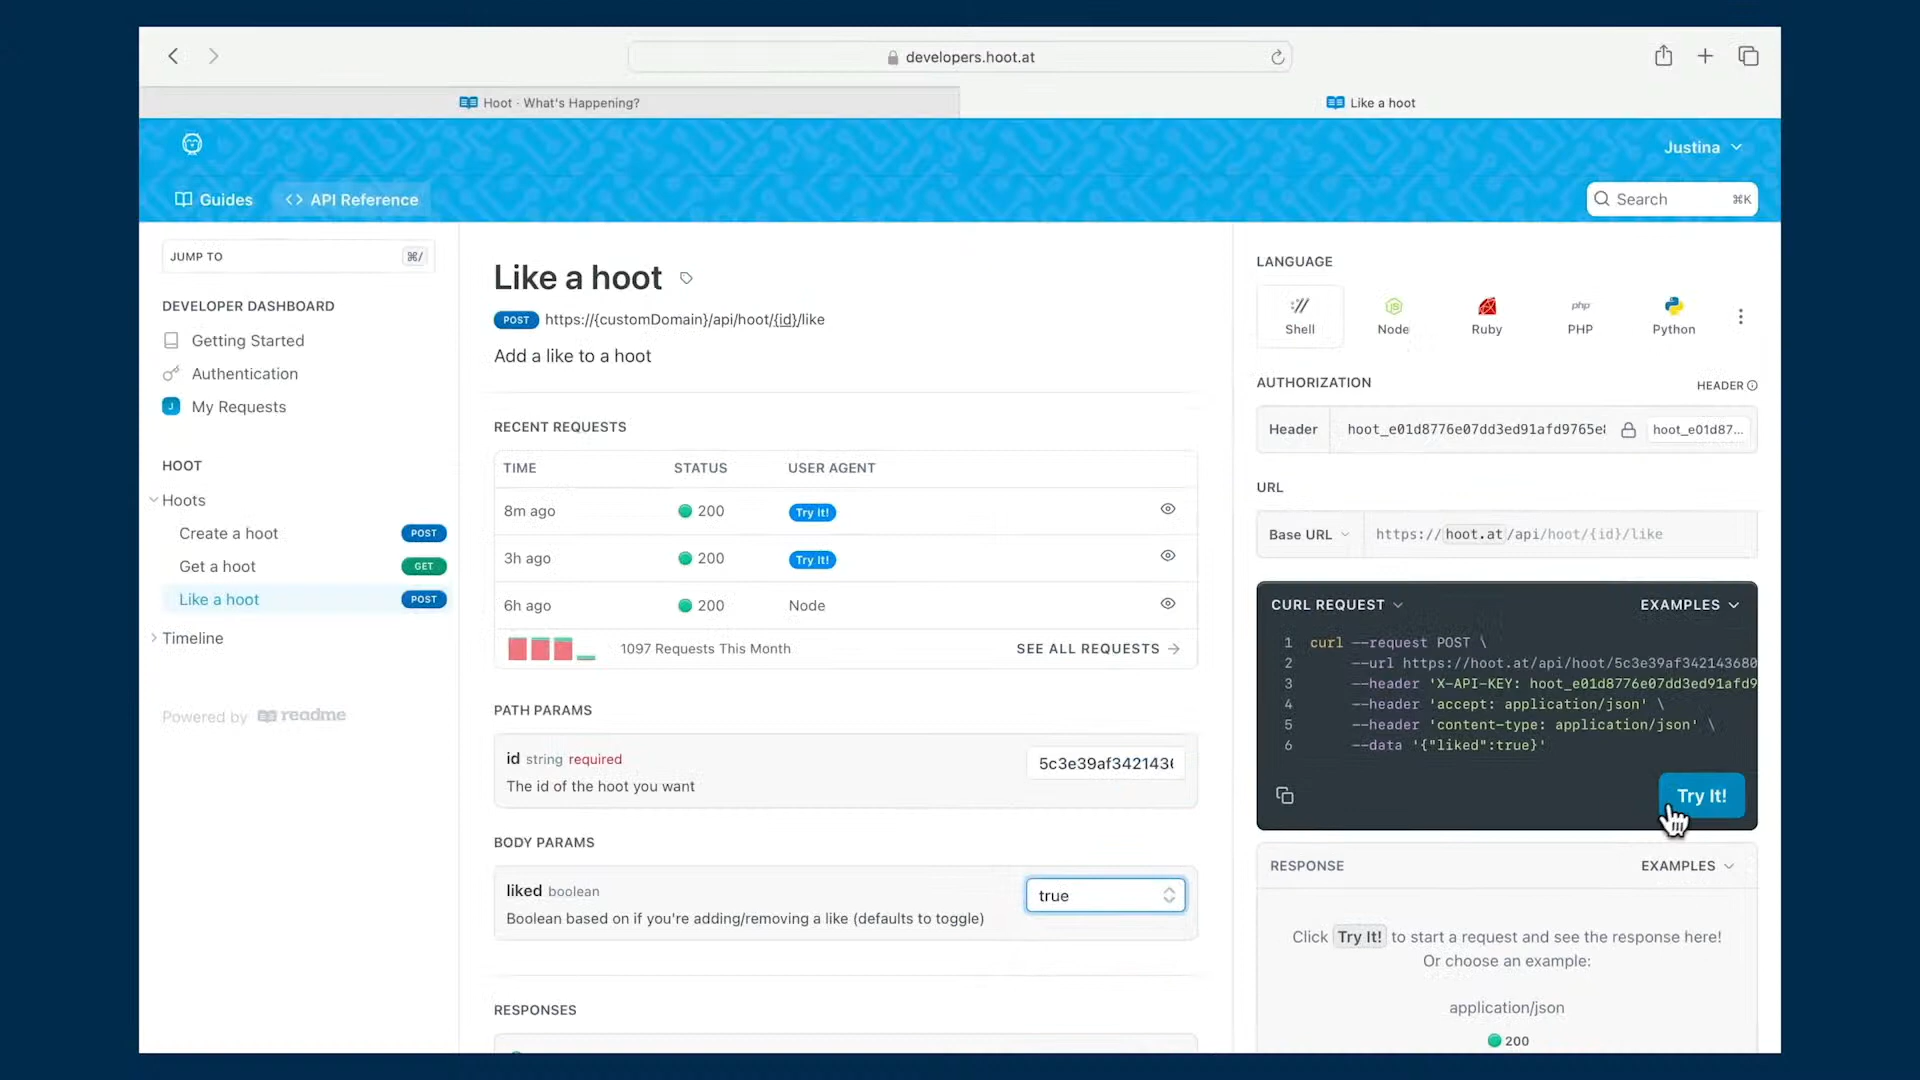 developers.hoot.at
Hoot · What's Happening?
Like a hoot
Justina
Guides
<> API Reference
Search
⌘K
JUMP TO
⌘/
DEVELOPER DASHBOARD
Getting Started
Authentication
J
My Requests
HOOT
Hoots
Create a hoot
POST
Get a hoot
GET
Like a hoot
POST
Timeline
Powered by readme
Like a hoot
POST https://{customDomain}/api/hoot/{id}/like
Add a like to a hoot
RECENT REQUESTS
TIME STATUS USER AGENT
8m ago 200 Try It!
3h ago 200 Try It!
6h ago 200 Node
1097 Requests This Month
SEE ALL REQUESTS →
PATH PARAMS
id string required
The id of the hoot you want
5c3e39af342143
BODY PARAMS
liked boolean
Boolean based on if you're adding/removing a like (defaults to toggle)
true
RESPONSES
LANGUAGE
Shell
JS
Node
Ruby
php
PHP
Python
AUTHORIZATION
HEADER
Header
hoot_e01d8776e07dd3ed91afd9765e
hoot_e01d87...
URL
Base URL
https://hoot.at/api/hoot/{id}/like
CURL REQUEST
EXAMPLES
1 curl --request POST \
2 --url https://hoot.at/api/hoot/5c3e39af342143680
3 --header 'X-API-KEY: hoot_e01d8776e07dd3ed91afd9
4 --header 'accept: application/json' \
5 --header 'content-type: application/json' \
6 --data '{"liked":true}'
Try It!
RESPONSE
EXAMPLES
Click Try It! to start a request and see the response here!
Or choose an example:
application/json
200